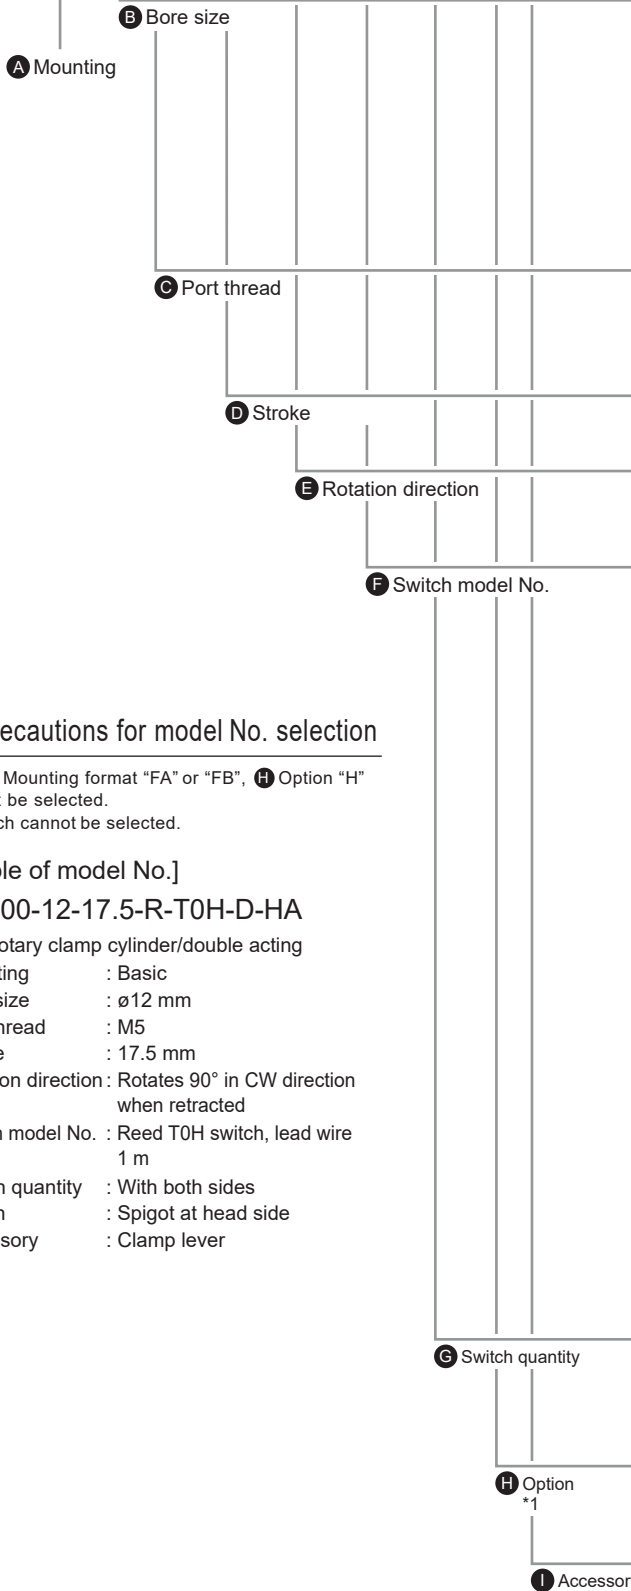 B Bore size
A Mounting
C Port thread
D Stroke
E Rotation direction
F Switch model No.
ecautions for model No. selection
Mounting format “FA” or “FB”, H Option “H”
be selected.
ch cannot be selected.
le of model No.]
00-12-17.5-R-T0H-D-HA
otary clamp cylinder/double acting
ting : Basic
size : ø12 mm
hread : M5
e : 17.5 mm
on direction : Rotates 90° in CW direction
when retracted
n model No. : Reed T0H switch, lead wire
1 m
h quantity : With both sides
n : Spigot at head side
sory : Clamp lever
G Switch quantity
H Option
*1
I Accessor